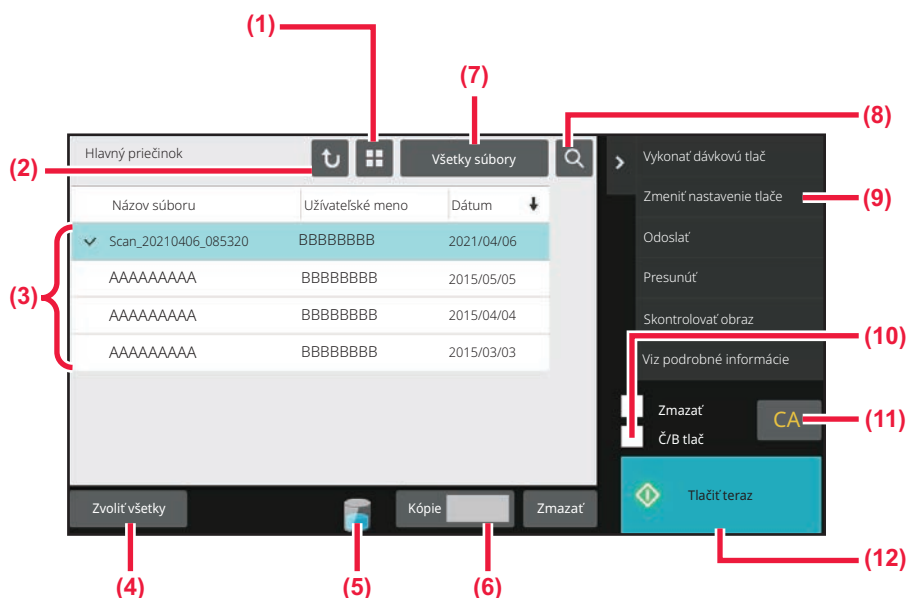 (1)
(7)
(8)
Hlavný priečinok
Všetky súbory
Vykonať dávkovú tlač
(2)
Názov súboru Užívateľské meno Dátum
Zmeniť nastavenie tlače
(9)
Scan_20210406_085320 BBBBBBBB 2021/04/06
Odoslať
AAAAAAAAA BBBBBBBB 2015/05/05
Presunúť
(3)
AAAAAAAAA BBBBBBBB 2015/04/04
Skontrolovať obraz
(10)
AAAAAAAAA BBBBBBBB 2015/03/03
Viz podrobné informácie
Zmazať
CA
(11)
Č/B tlač
Zvoliť všetky
Kópie
Zmazať
Tlačiť teraz
(12)
(4)
(5)
(6)